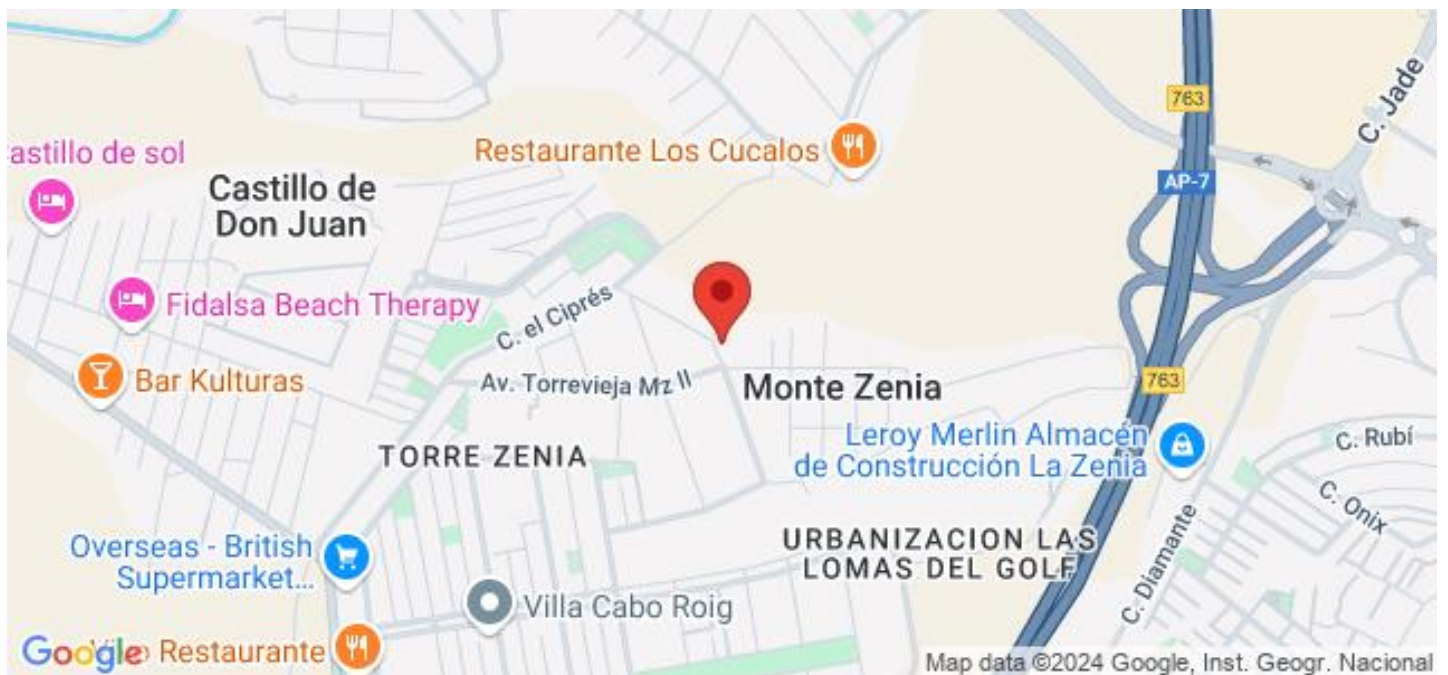 763
C. Jade
Restaurante Los Cucalos
astillo de sol
AP-7
Castillo de
Don Juan
Fidalsa Beach Therapy
C. el Ciprés
Bar Kulturas
Av. Torrevieja Mz II
Monte Zenia
763
Leroy Merlin Almacén
de Construcción La Zenia
C. Rubí
TORRE ZENIA
C. Onix
Overseas - British
Supermarket...
URBANIZACION LAS
LOMAS DEL GOLF
C. Diamante
Villa Cabo Roig
Google
Restaurante
Map data ©2024 Google, Inst. Geogr. Nacional